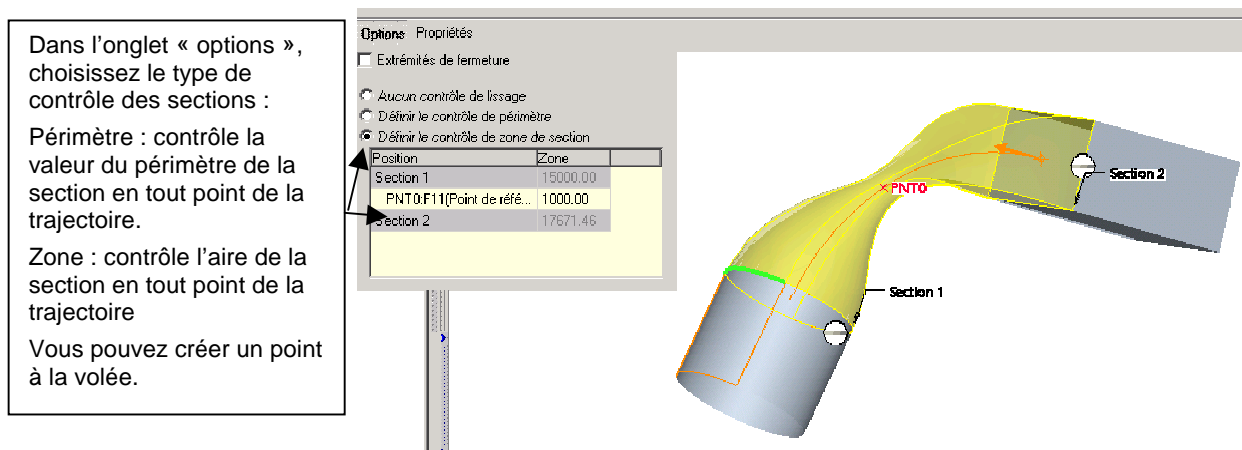 Dans l’onglet « options »,
choisissez le type de
contrôle des sections :
Périmètre : contrôle la
valeur du périmètre de la
section en tout point de la
trajectoire.
Zone : contrôle l’aire de la
section en tout point de la
trajectoire
Vous pouvez créer un point
à la volée.
Options Propriétés
Extrémités de fermeture
Aucun contrôle de lissage
Définir le contrôle de périmètre
Définir le contrôle de zone de section
Position Zone
Section 1 15000.00
PNT0:F11(Point de réfé... 1000.00
Section 2 17671.46
PNT0
Section 2
Section 1